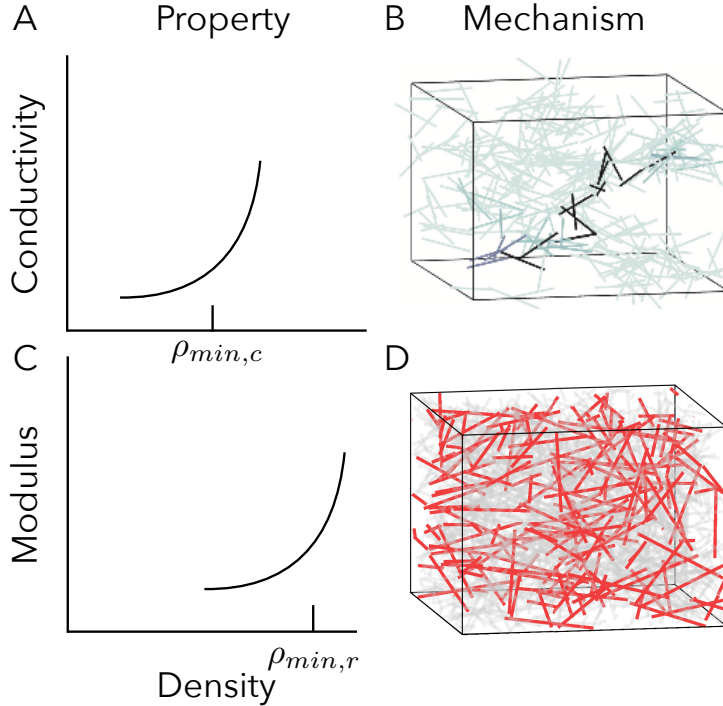 A Property
Conductivity
ρmin,c
B Mechanism
C
Modulus
ρmin,r
Density
D